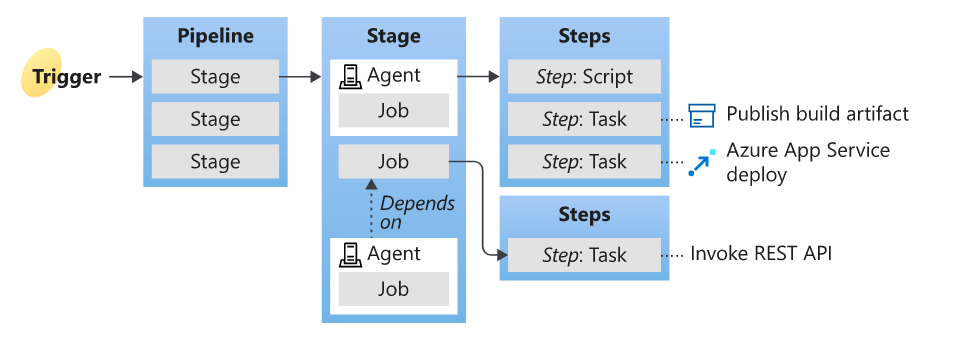 Trigger
Pipeline
Stage
Stage
Stage
Stage
Agent
Job
Job
Depends
on
Agent
Job
Steps
Step: Script
Step: Task
Step: Task
Publish build artifact
Azure App Service
deploy
Steps
Step: Task
Invoke REST API